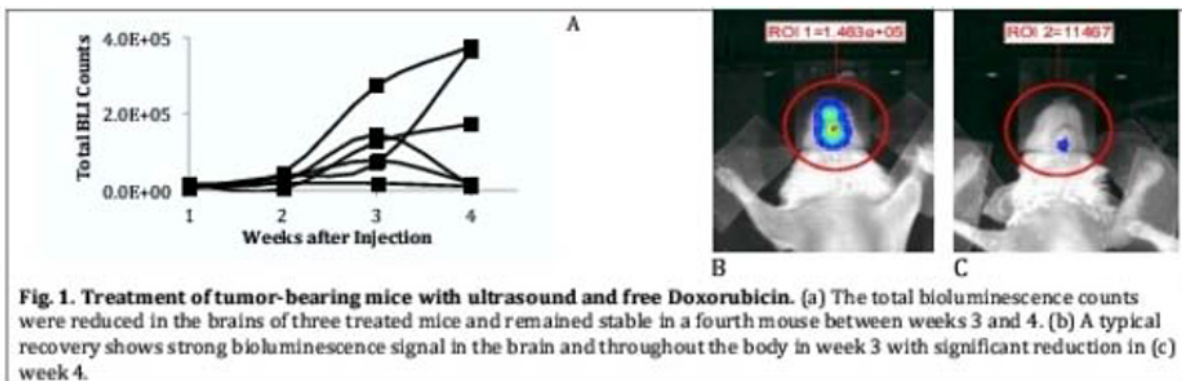 A
Total BLI Counts
4.0E+05
2.0E+05
0.0E+00
1 2 3 4
Weeks after Injection
ROI 1=1.463e+05
ROI 2=11467
B C
Fig. 1. Treatment of tumor-bearing mice with ultrasound and free Doxorubicin. (a) The total bioluminescence counts
were reduced in the brains of three treated mice and remained stable in a fourth mouse between weeks 3 and 4. (b) A typical
recovery shows strong bioluminescence signal in the brain and throughout the body in week 3 with significant reduction in (c)
week 4.